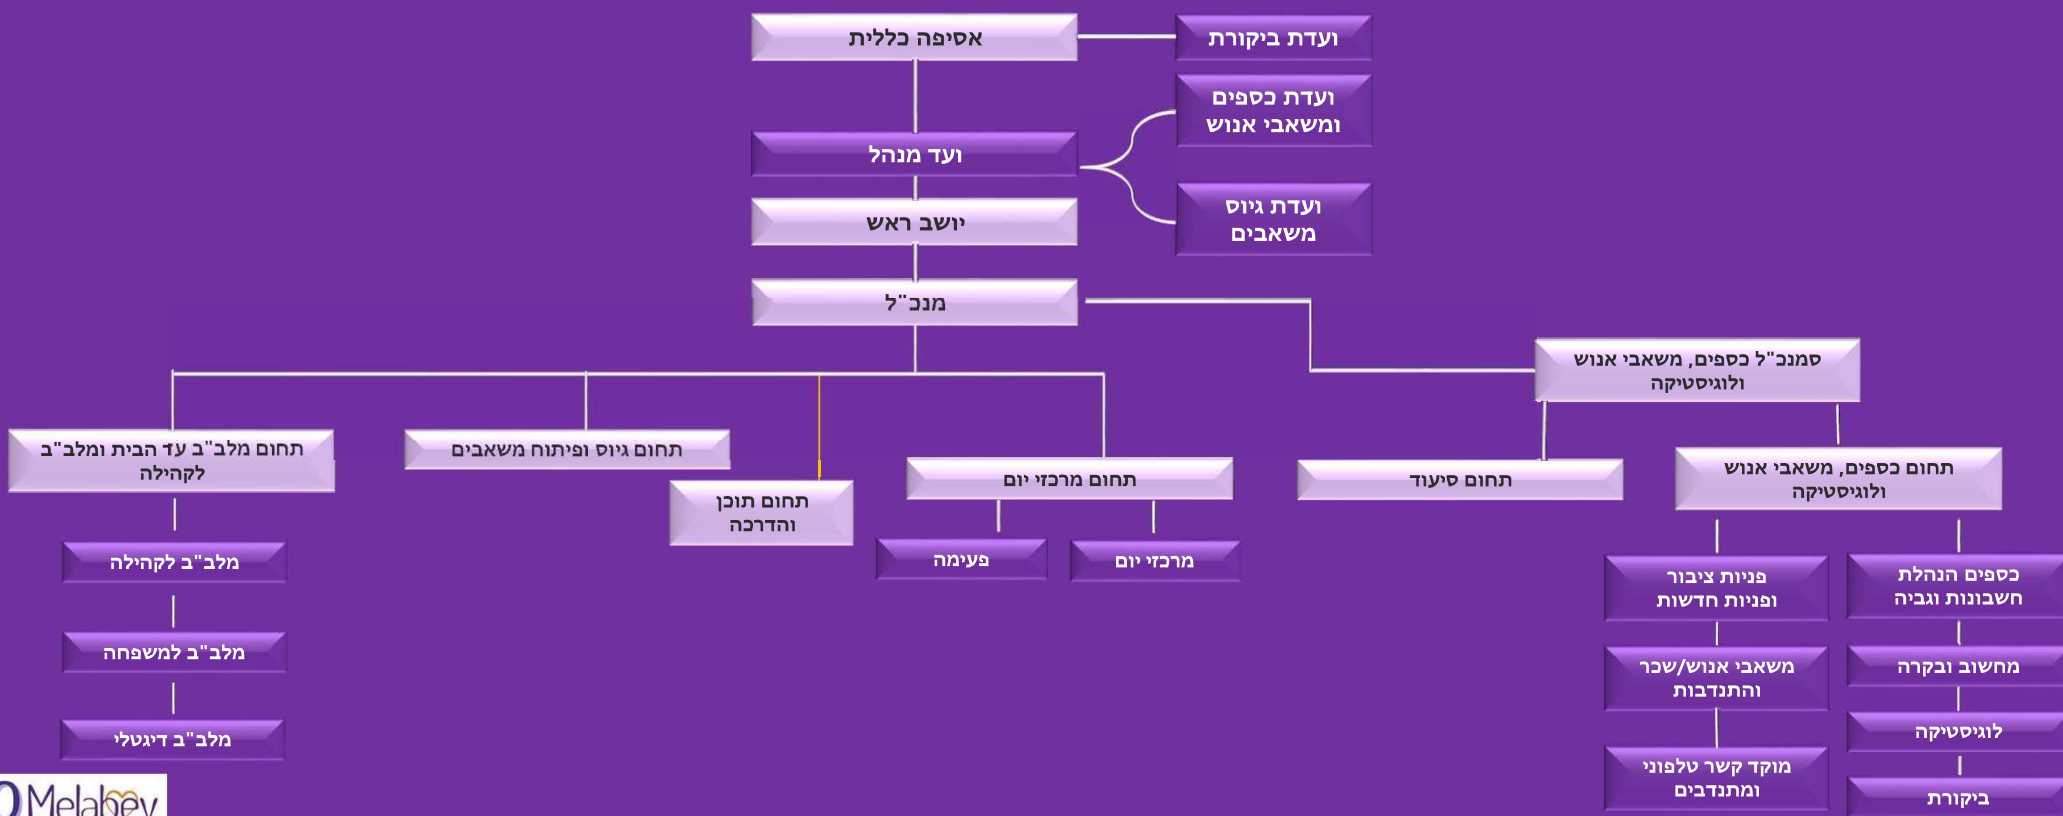 אסיפה כללית
ועדת ביקורת
ועדת כספים
ומשאבי אנוש
ועד מנהל
ועדת גיוס
משאבים
יושב ראש
מנכ"ל
סמנכ"ל כספים, משאבי אנוש
ולוגיסטיקה
תחום כספים, משאבי אנוש
ולוגיסטיקה
תחום סיעוד
תחום מרכזי יום
תחום תוכן
והדרכה
תחום גיוס ופיתוח משאבים
תחום מלב"ב עד הבית ומלב"ב
לקהילה
כספים הנהלת
חשבונות וגביה
מחשוב ובקרה
לוגיסטיקה
ביקורת
פניות ציבור
ופניות חדשות
משאבי אנוש/שכר
והתנדבות
מוקד קשר טלפוני
ומתנדבים
מרכזי יום
פעימה
מלב"ב לקהילה
מלב"ב למשפחה
מלב"ב דיגטלי
Melabev